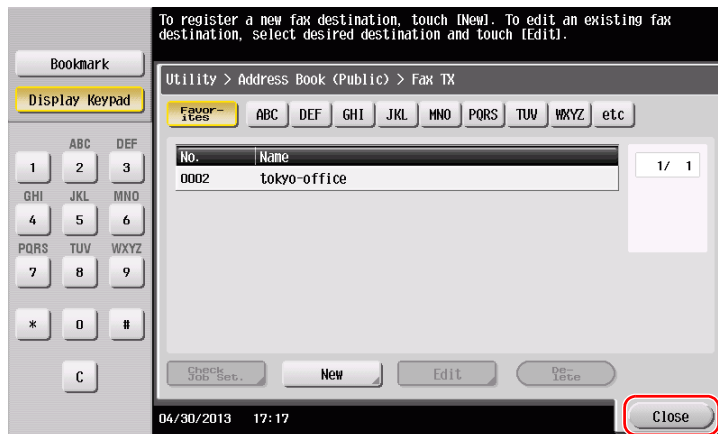 To register a new fax destination, touch [New]. To edit an existing fax
destination, select desired destination and touch [Edit].
Bookmark
Display Keypad
Utility > Address Book (Public) > Fax TX
Favor-
ites
ABC DEF GHI JKL MNO PQRS TUV WXYZ etc
No. Name
1/ 1
0002 tokyo-office
ABC DEF
1 2 3
GHI JKL MNO
4 5 6
PQRS TUV WXYZ
7 8 9
* 0 #
C
Check
Job Set.
New
Edit
De-
lete
04/30/2013 17:17
Close